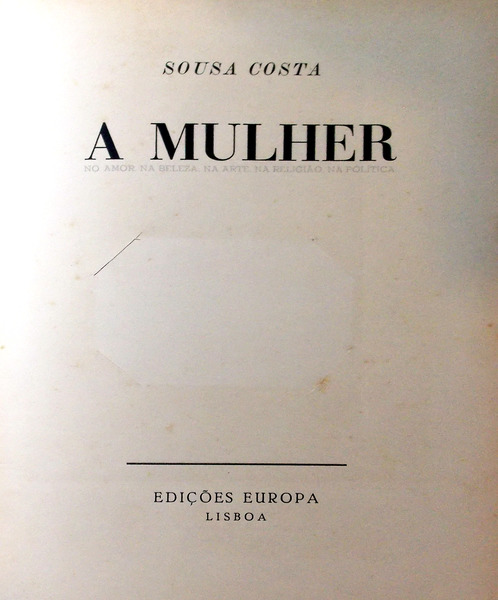 SOUSA COSTA
A MULHER
NO AMOR, NA BELEZA, NA ARTE, NA RELIGIÃO, NA POLÍTICA
EDIÇÕES EUROPA
LISBOA